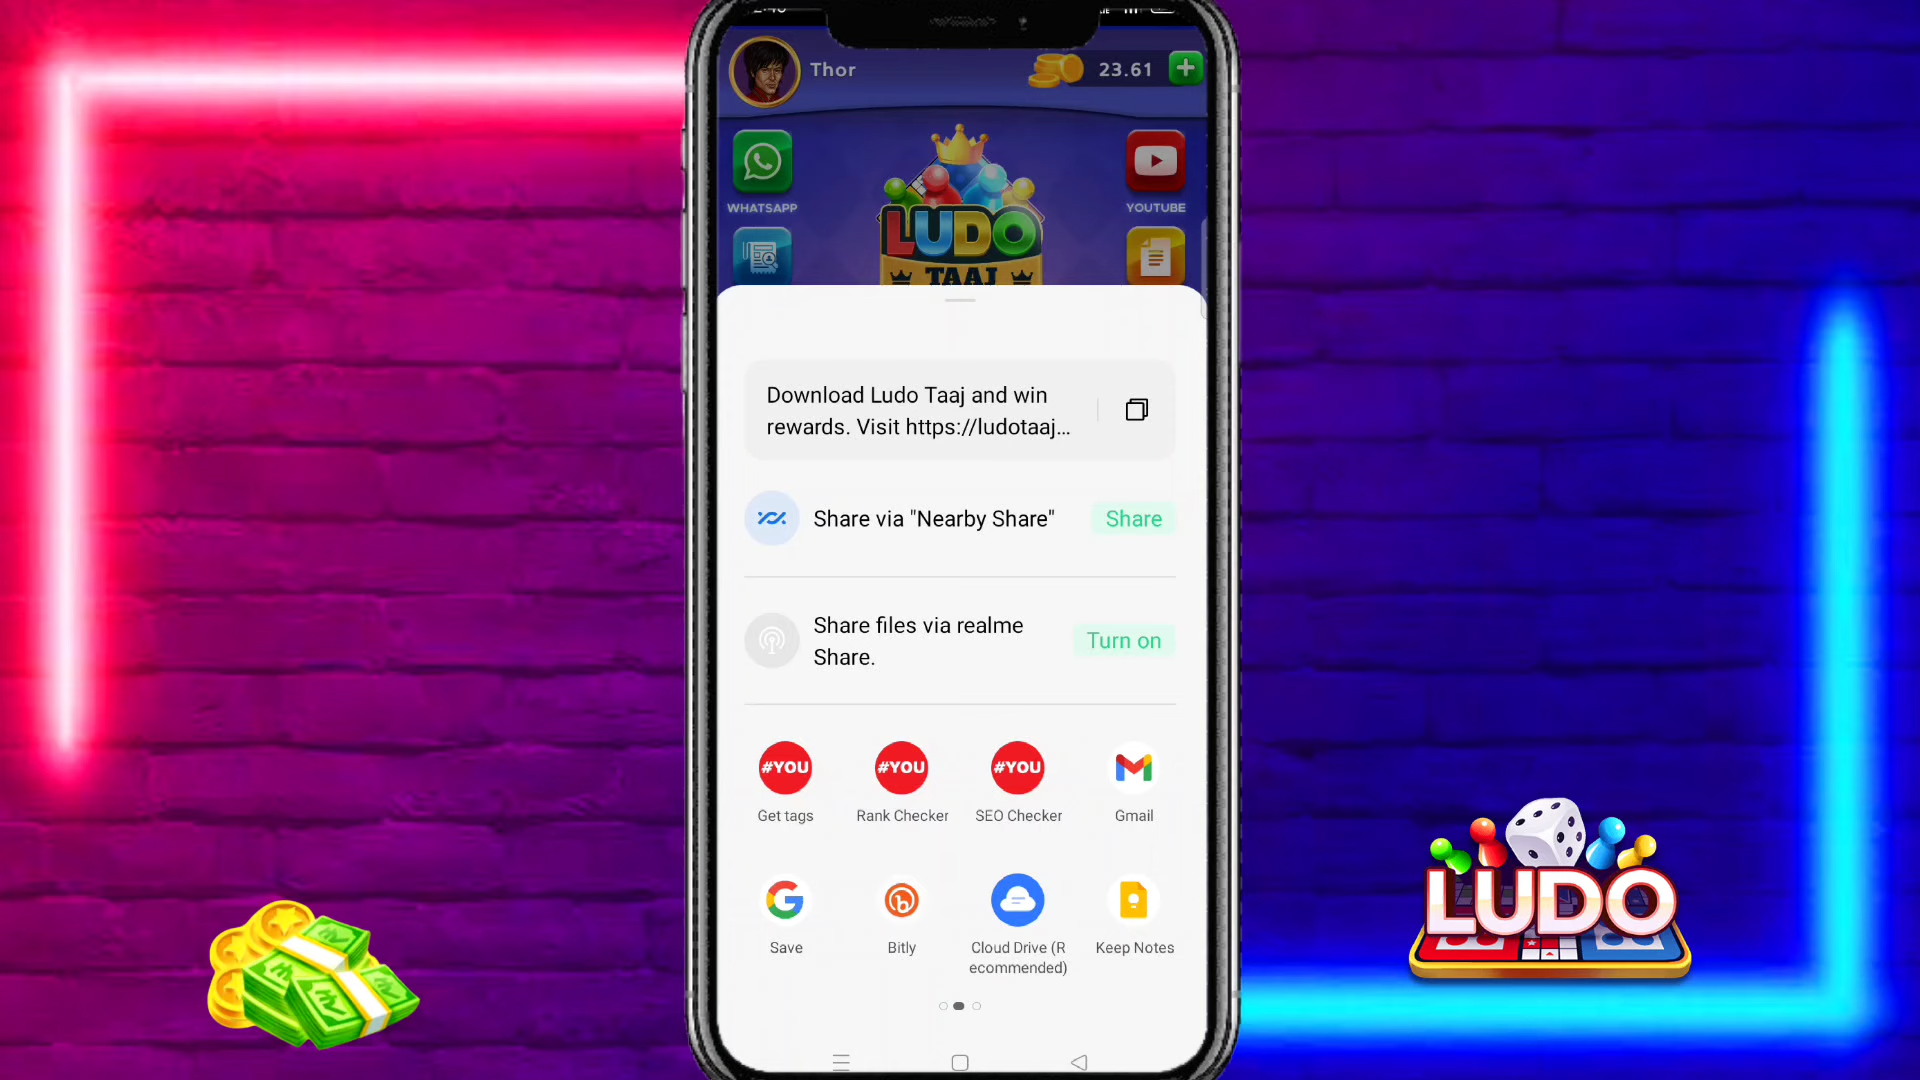 Thor
23.61
WHATSAPP
YOUTUBE
LUDO
TAAJ
Download Ludo Taaj and win
rewards. Visit https://ludotaaj...
Share via "Nearby Share"
Share
Share files via realme
Share.
Turn on
#YOU
#YOU
#YOU
Get tags
Rank Checker
SEO Checker
Gmail
Save
Bitly
Cloud Drive (R
ecommended)
Keep Notes
LUDO